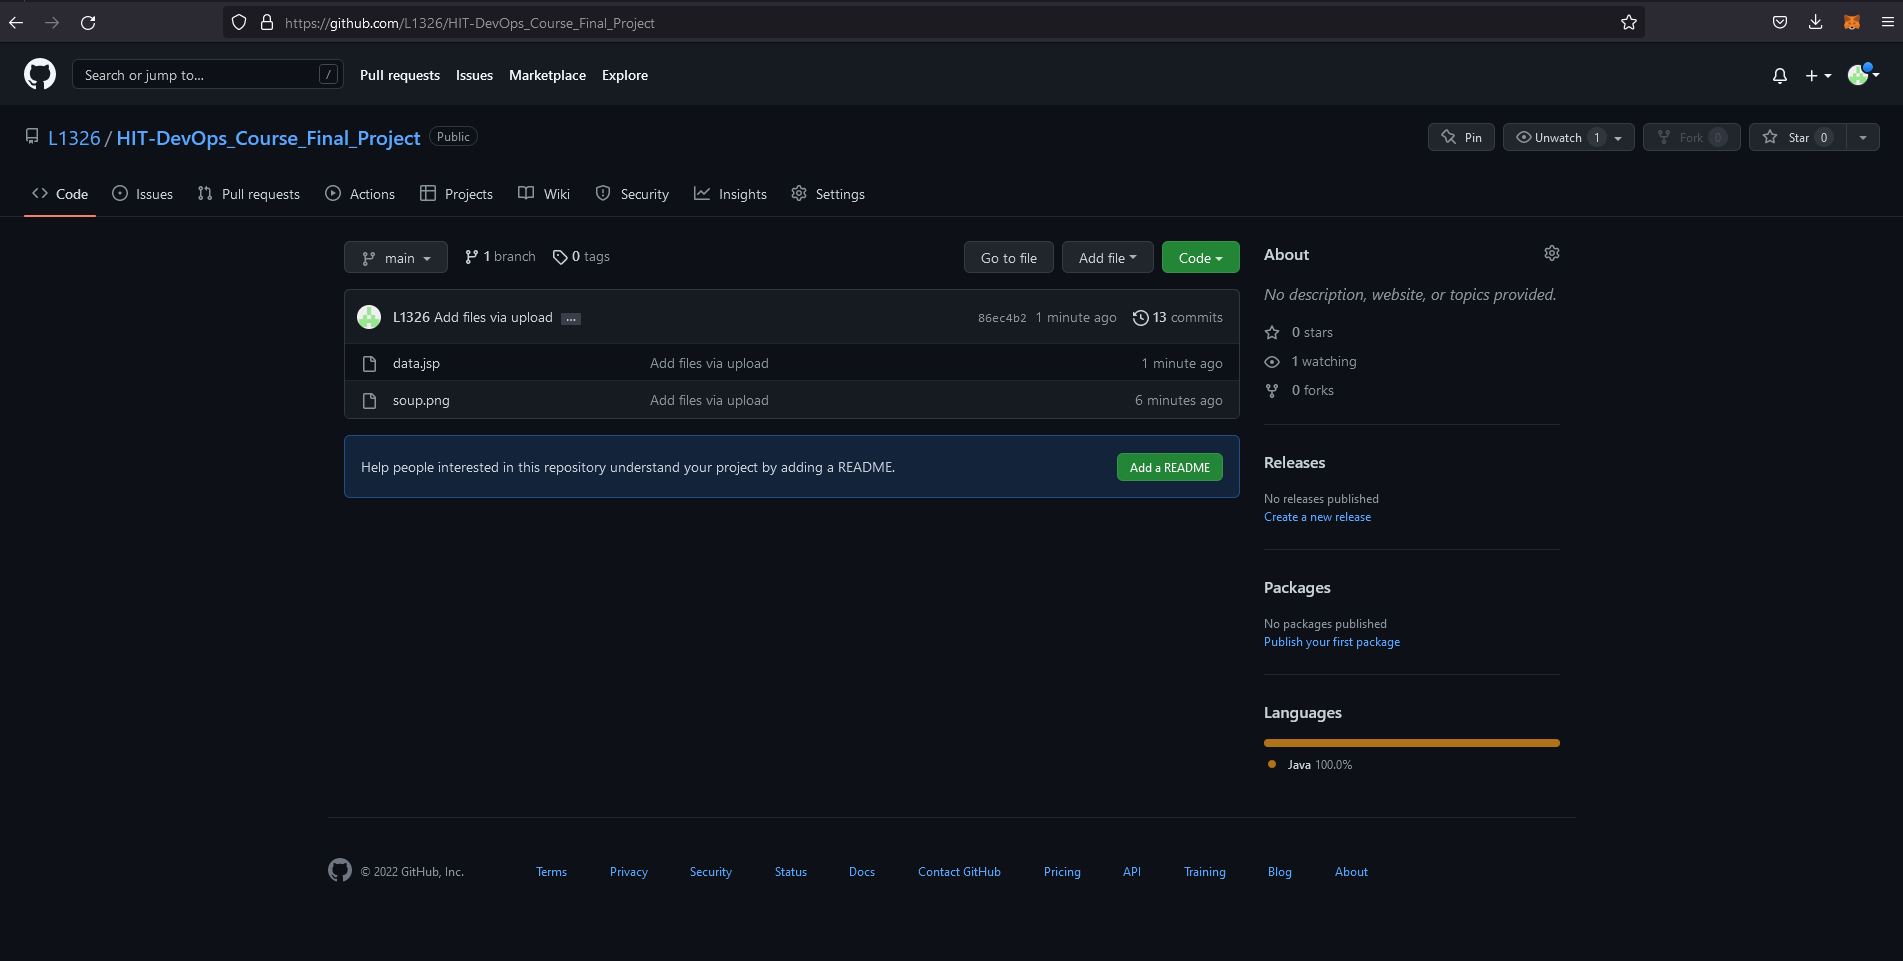 https://github.com/L1326/HIT-DevOps_Course_Final_Project
Search or jump to... / Pull requests Issues Marketplace Explore
L1326 / HIT-DevOps_Course_Final_Project Public Pin Unwatch 1 Fork 0 Star 0
Code Issues Pull requests Actions Projects Wiki Security Insights Settings
main 1 branch 0 tags Go to file Add file Code
L1326 Add files via upload ... 86ec4b2 1 minute ago 13 commits
data.jsp Add files via upload 1 minute ago
soup.png Add files via upload 6 minutes ago
Help people interested in this repository understand your project by adding a README. Add a README
About
No description, website, or topics provided.
0 stars
1 watching
0 forks
Releases
No releases published
Create a new release
Packages
No packages published
Publish your first package
Languages
Java 100.0%
© 2022 GitHub, Inc. Terms Privacy Security Status Docs Contact GitHub Pricing API Training Blog About